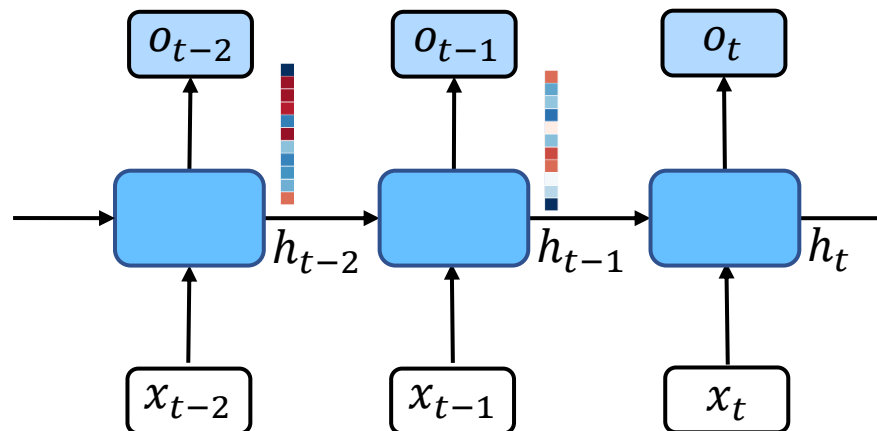 o_{t−2} o_{t−1} o_t
h_{t−2} h_{t−1} h_t
x_{t−2} x_{t−1} x_t